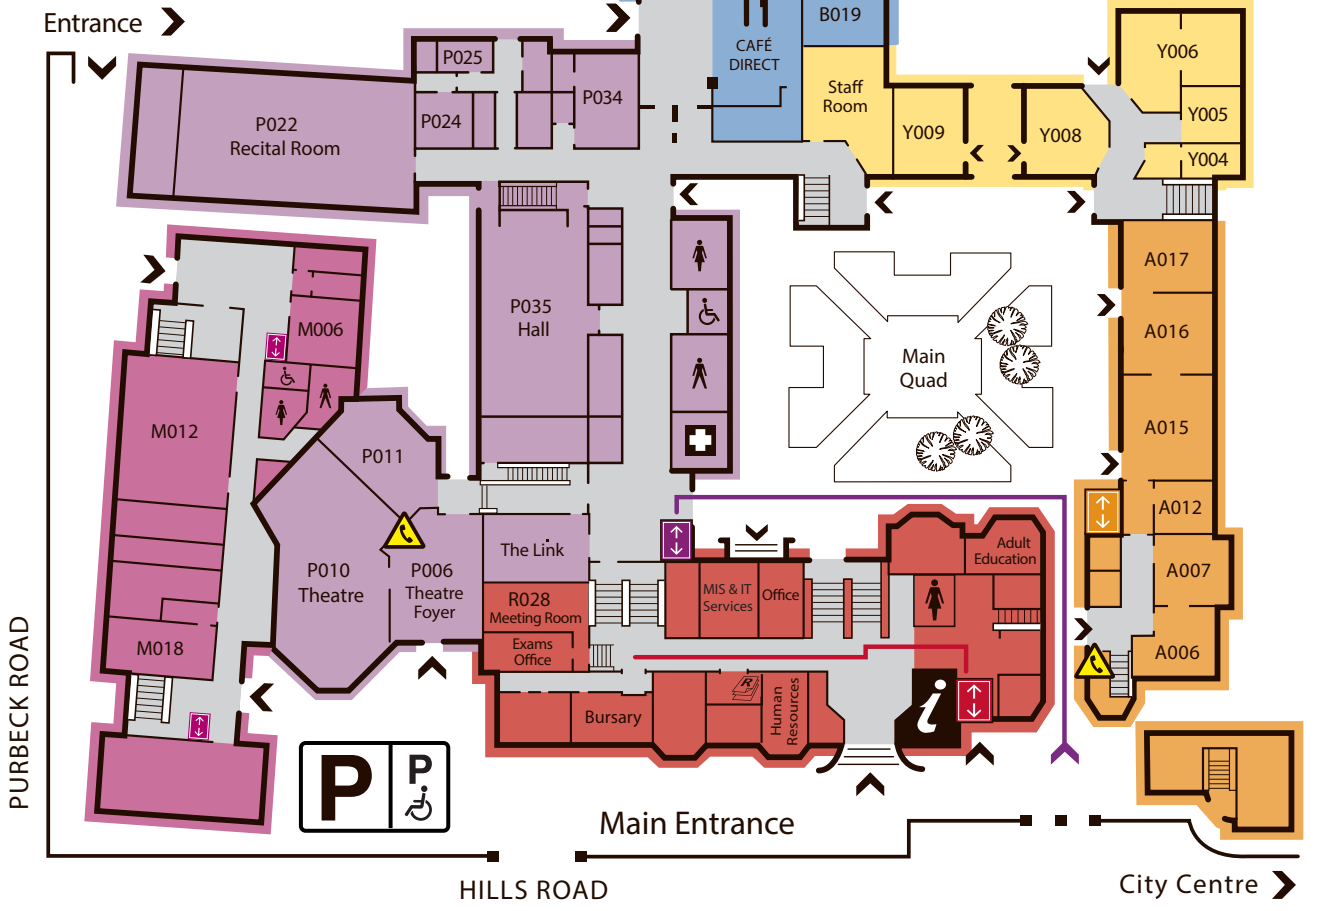 Entrance
B019
CAFÉ
DIRECT
Staff
Room
Y009
Y008
Y006
Y005
Y004
P025
P024
P034
P022
Recital Room
P035
Hall
M006
M012
M018
P011
P010
Theatre
P006
Theatre
Foyer
The Link
R028
Meeting Room
Exams
Office
MIS & IT
Services
Office
Adult
Education
Bursary
R
Human
Resources
i
Main
Quad
A017
A016
A015
A012
A007
A006
P
P
Main Entrance
PURBECK ROAD
HILLS ROAD
City Centre